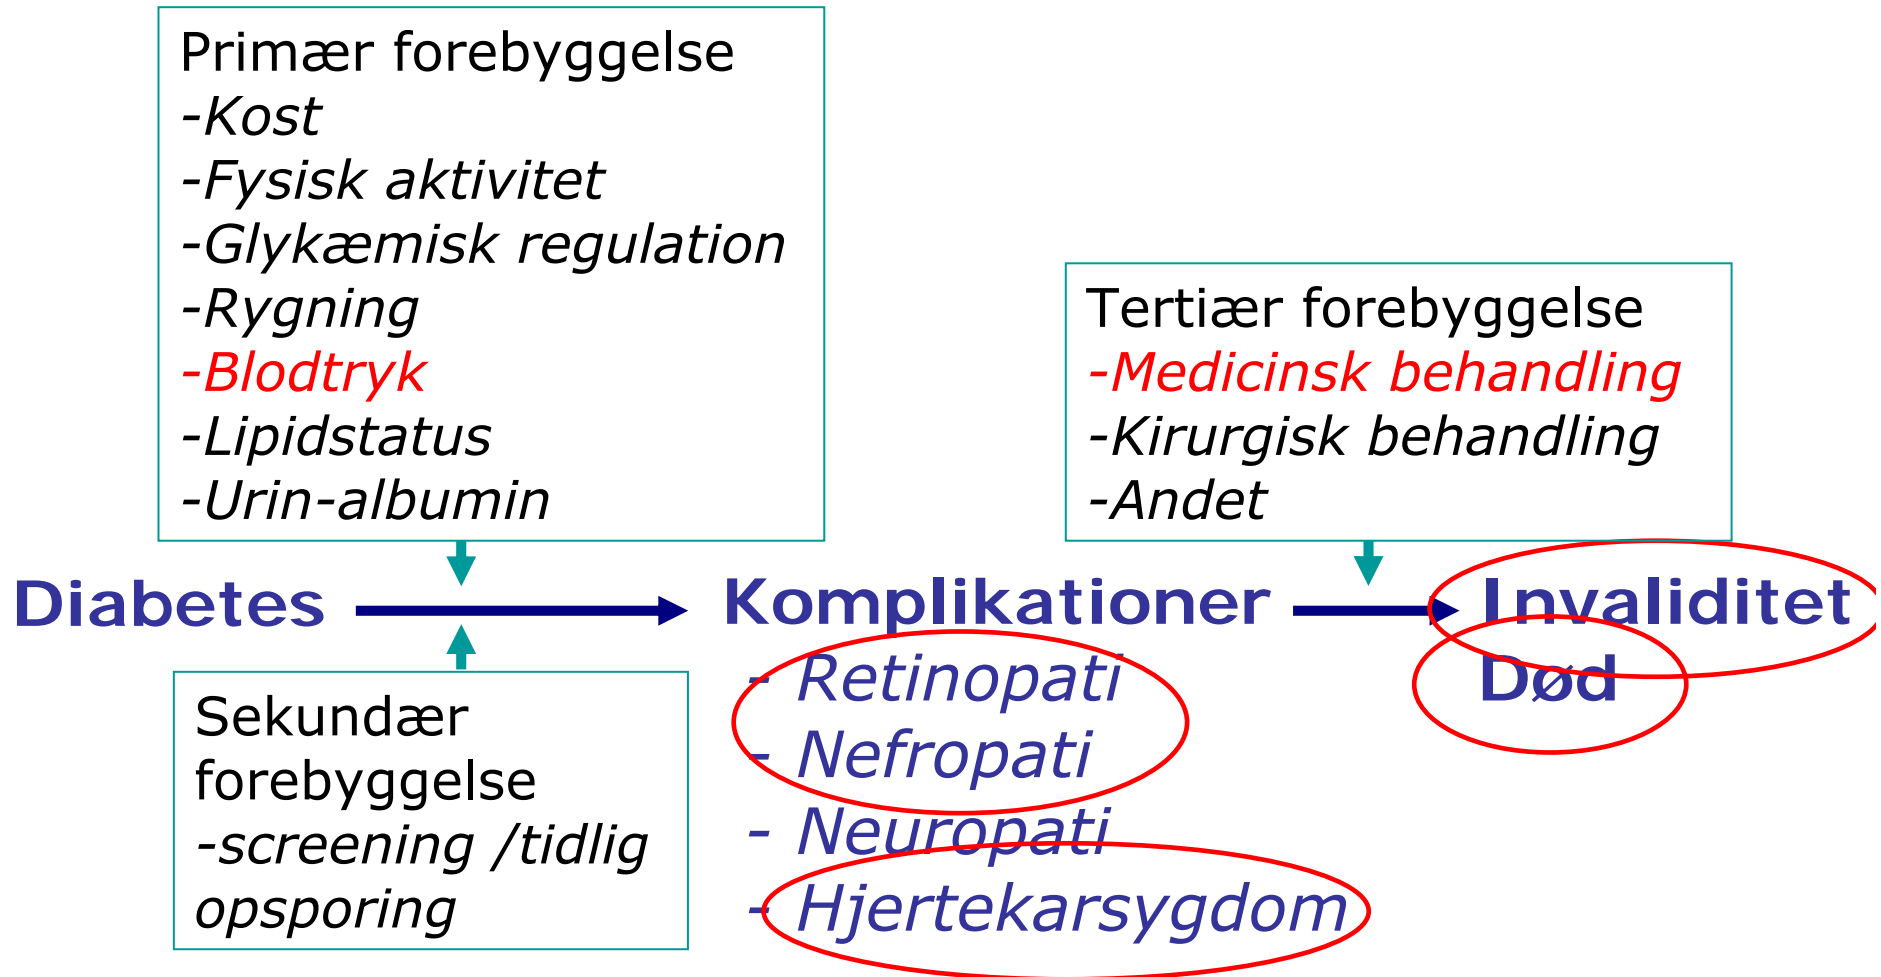 Primær forebyggelse
-Kost
-Fysisk aktivitet
-Glykæmisk regulation
-Rygning
-Blodtryk
-Lipidstatus
-Urin-albumin
Tertiær forebyggelse
-Medicinsk behandling
-Kirurgisk behandling
-Andet
Diabetes
Komplikationer
- Retinopati
- Nefropati
- Neuropati
- Hjertekarsygdom
Invaliditet
Død
Sekundær
forebyggelse
-screening /tidlig
opsporing